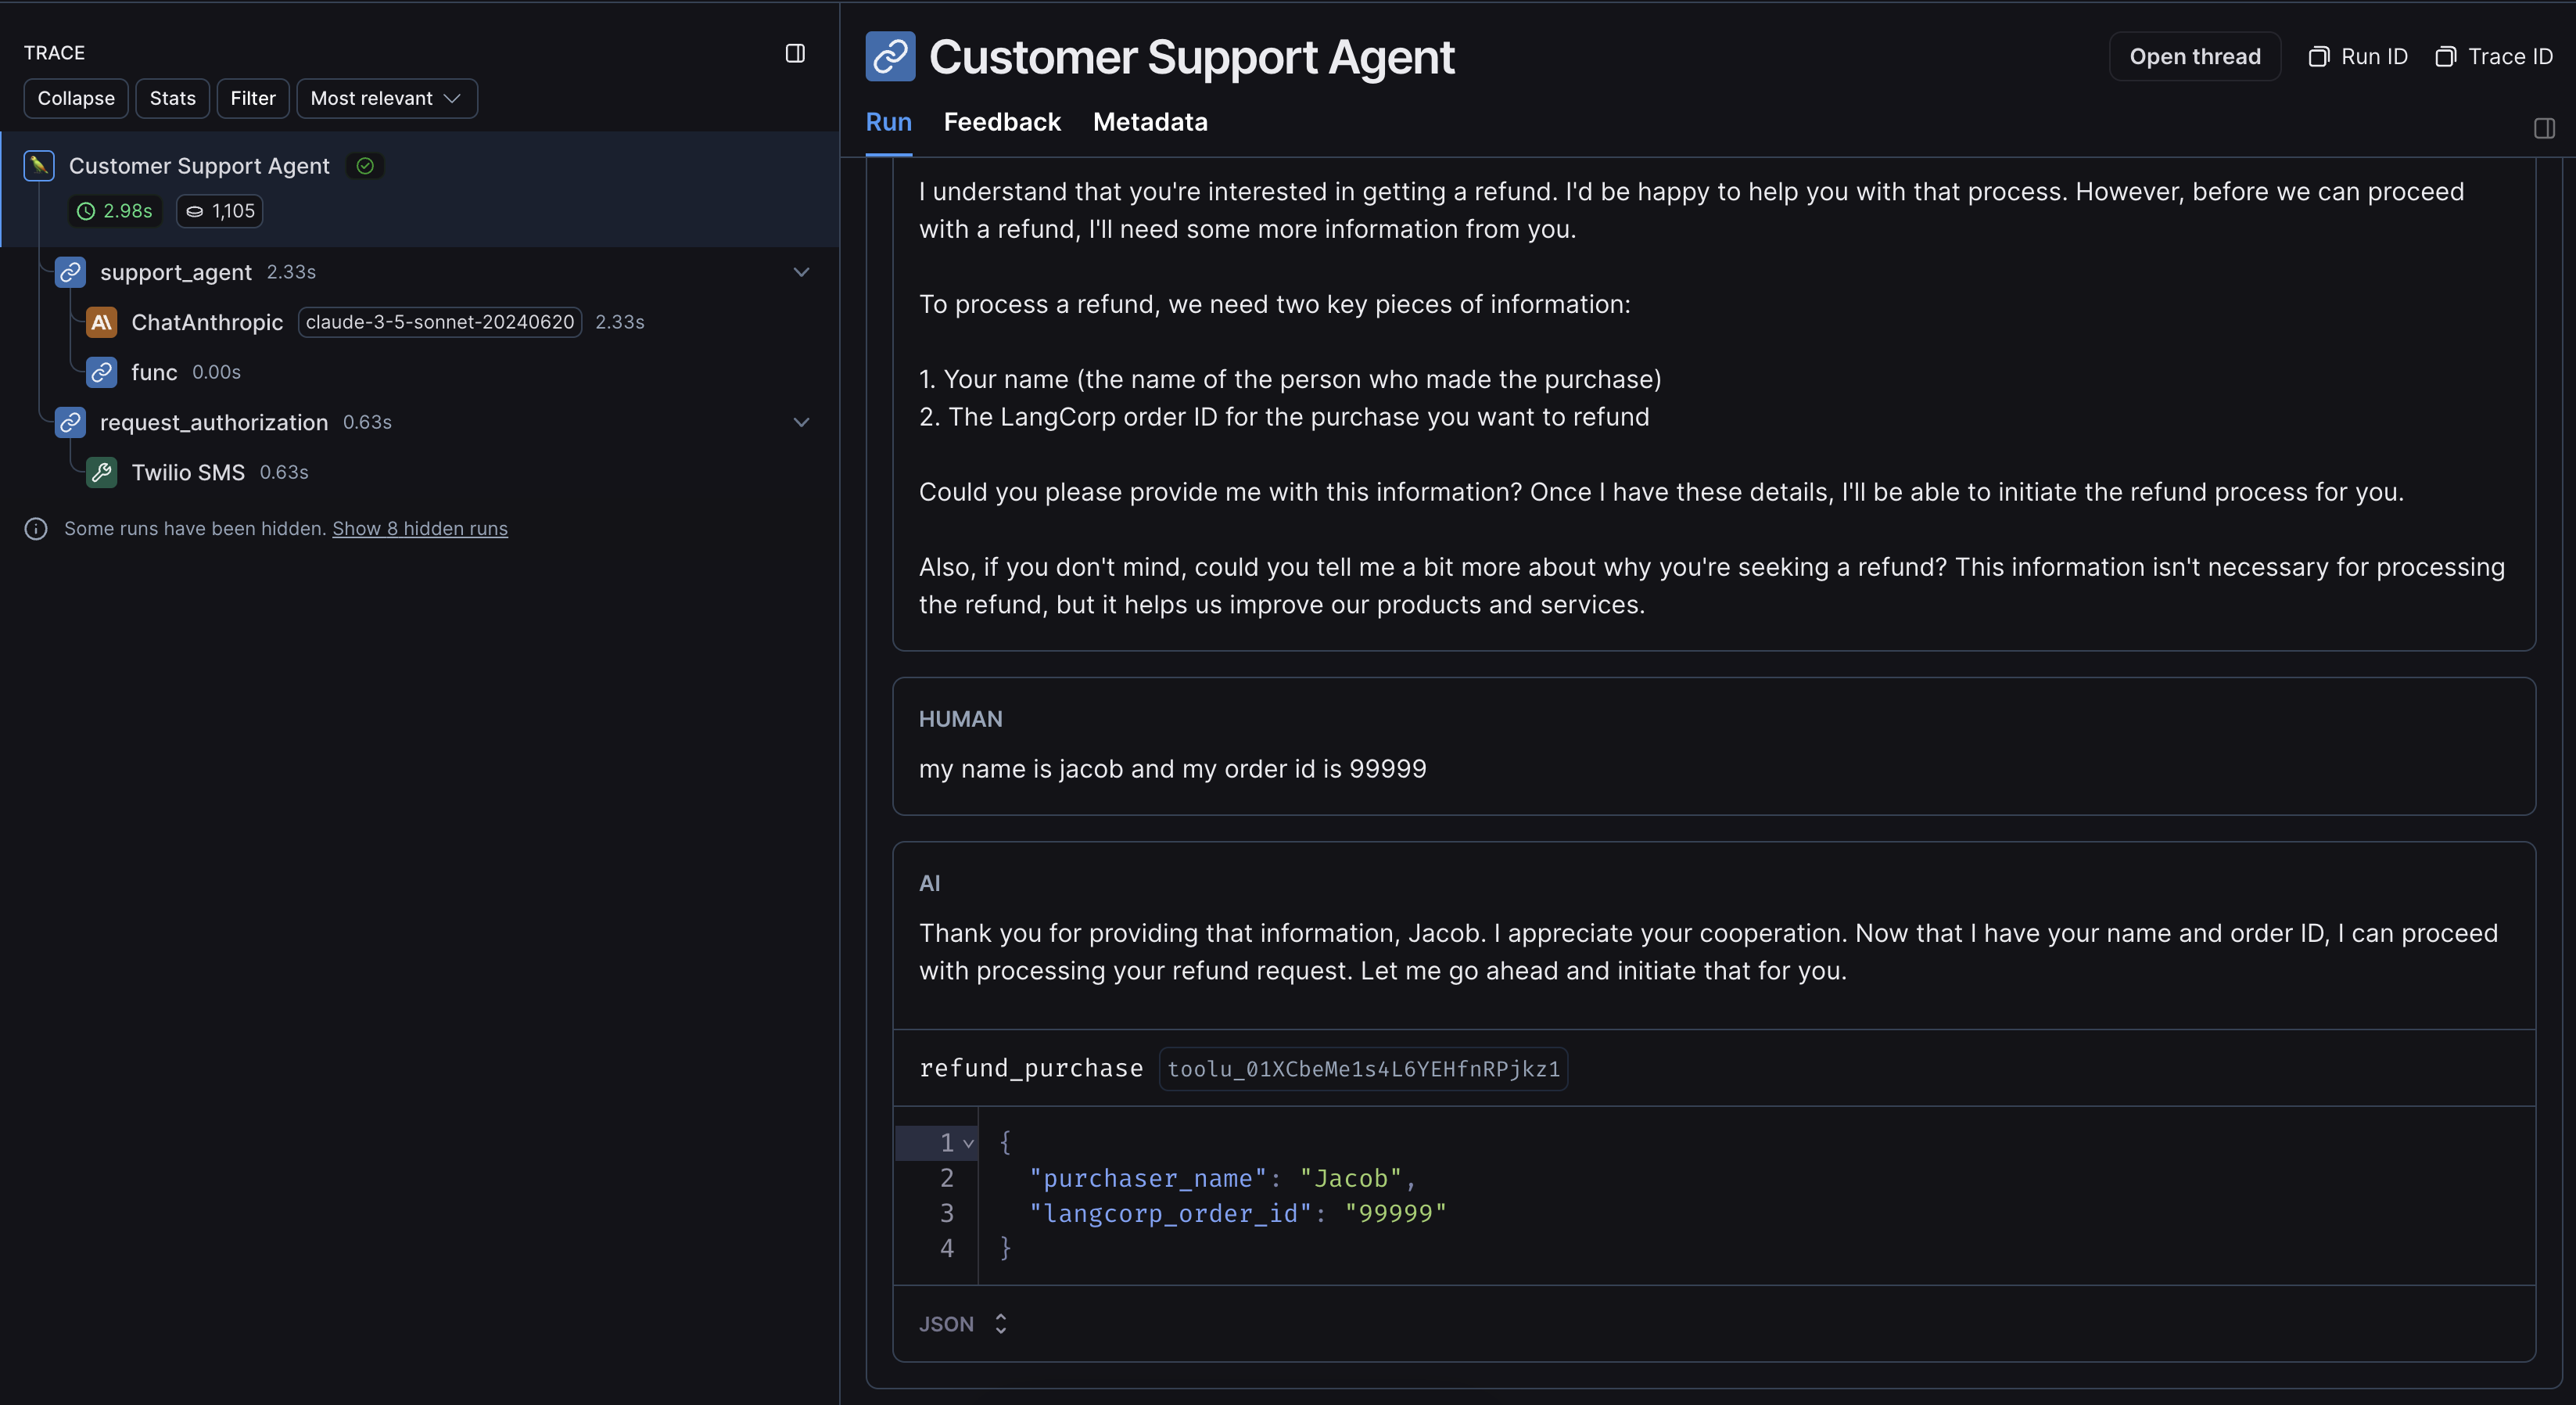 TRACE
Collapse Stats Filter Most relevant
Customer Support Agent
2.98s 1,105
support_agent 2.33s
ChatAnthropic claude-3-5-sonnet-20240620 2.33s
func 0.00s
request_authorization 0.63s
Twilio SMS 0.63s
Some runs have been hidden. Show 8 hidden runs
Customer Support Agent
Open thread Run ID Trace ID
Run Feedback Metadata
I understand that you're interested in getting a refund. I'd be happy to help you with that process. However, before we can proceed
with a refund, I'll need some more information from you.
To process a refund, we need two key pieces of information:
1. Your name (the name of the person who made the purchase)
2. The LangCorp order ID for the purchase you want to refund
Could you please provide me with this information? Once I have these details, I'll be able to initiate the refund process for you.
Also, if you don't mind, could you tell me a bit more about why you're seeking a refund? This information isn't necessary for processing
the refund, but it helps us improve our products and services.
HUMAN
my name is jacob and my order id is 99999
AI
Thank you for providing that information, Jacob. I appreciate your cooperation. Now that I have your name and order ID, I can proceed
with processing your refund request. Let me go ahead and initiate that for you.
refund_purchase toolu_01XCbeMe1s4L6YEHfnRPjkz1
1 {
2 "purchaser_name": "Jacob",
3 "langcorp_order_id": "99999"
4 }
JSON